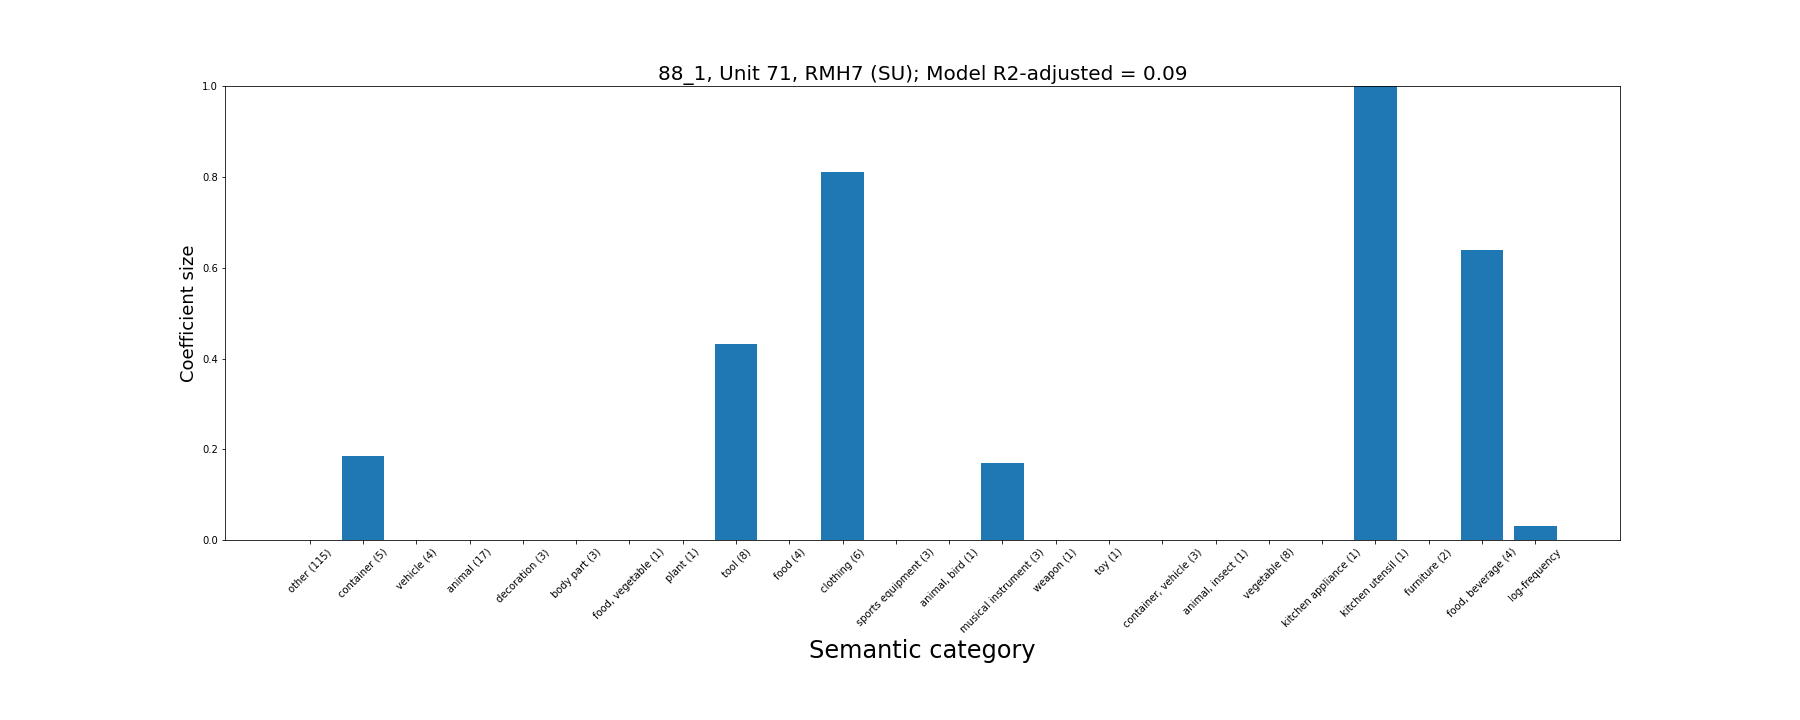 88_1, Unit 71, RMH7 (SU); Model R2-adjusted = 0.09
1.0
0.8
0.6
0.4
0.2
0.0
Coefficient size
other (115)
container (5)
vehicle (4)
animal (17)
decoration (3)
body part (3)
food, vegetable (1)
plant (1)
tool (8)
food (4)
clothing (6)
sports equipment (3)
animal, bird (1)
musical instrument (3)
weapon (1)
toy (1)
container, vehicle (3)
animal, insect (1)
vegetable (8)
kitchen appliance (1)
kitchen utensil (1)
furniture (2)
food, beverage (4)
log-frequency
Semantic category